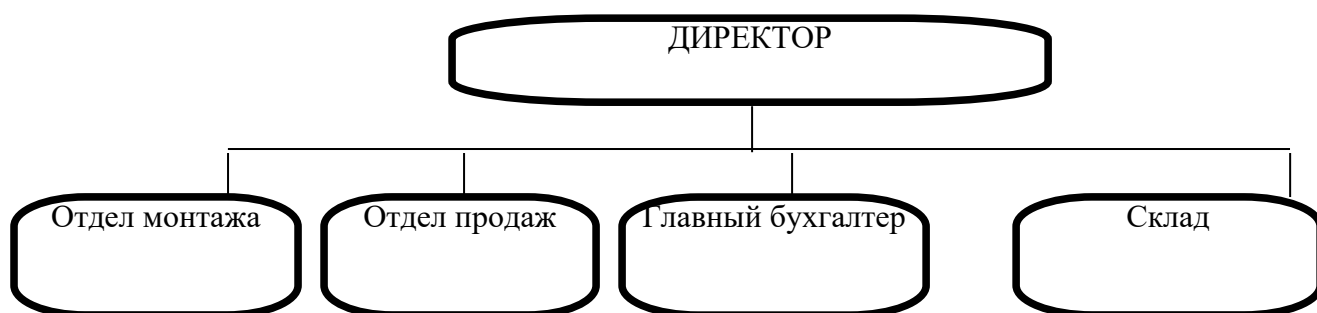 ДИРЕКТОР
Отдел монтажа
Отдел продаж
Главный бухгалтер
Склад